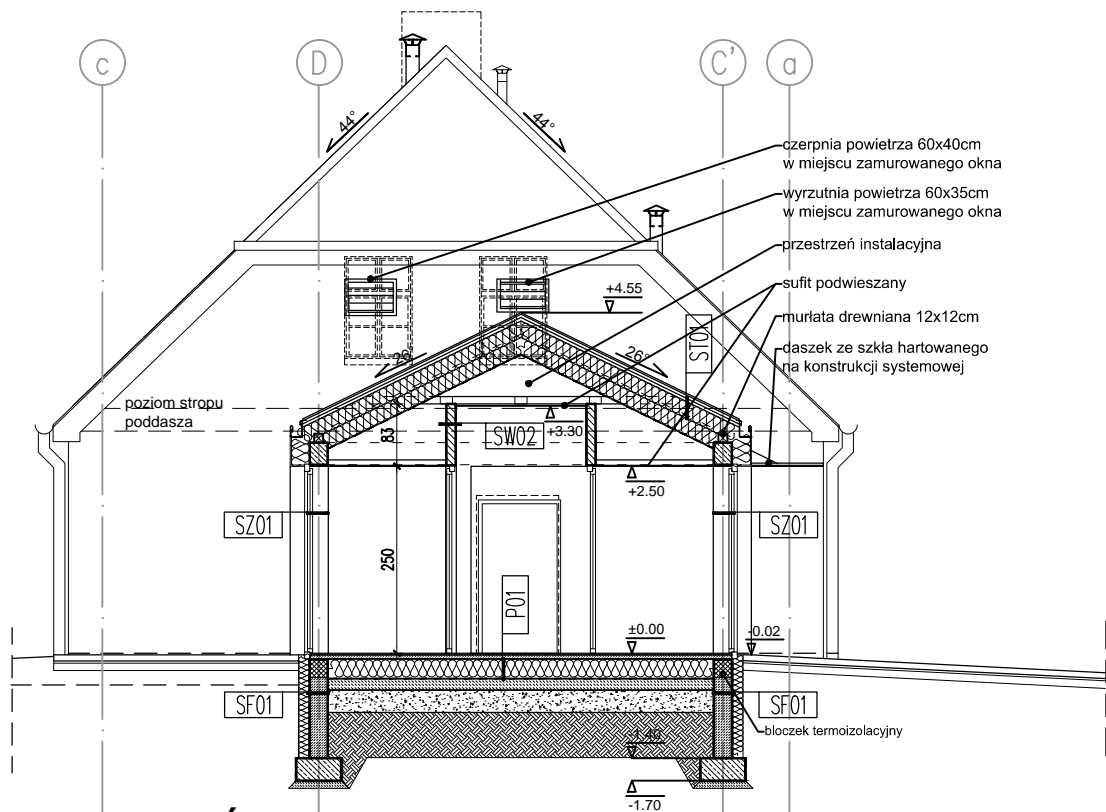 c
D
C'
a
44°
44°
czerpnia powietrza 60x40cm
w miejscu zamurowanego okna
wyrzutnia powietrza 60x35cm
w miejscu zamurowanego okna
przestrzeń instalacyjna
sufit podwieszany
murłata drewniana 12x12cm
daszek ze szkła hartowanego
na konstrukcji systemowej
+4.55
ST01
26°
poziom stropu
poddasza
83
SW02
+3.30
+2.50
SZ01
SZ01
250
P01
±0.00
-0.02
SF01
SF01
bloczek termoizolacyjny
-1.40
-1.70